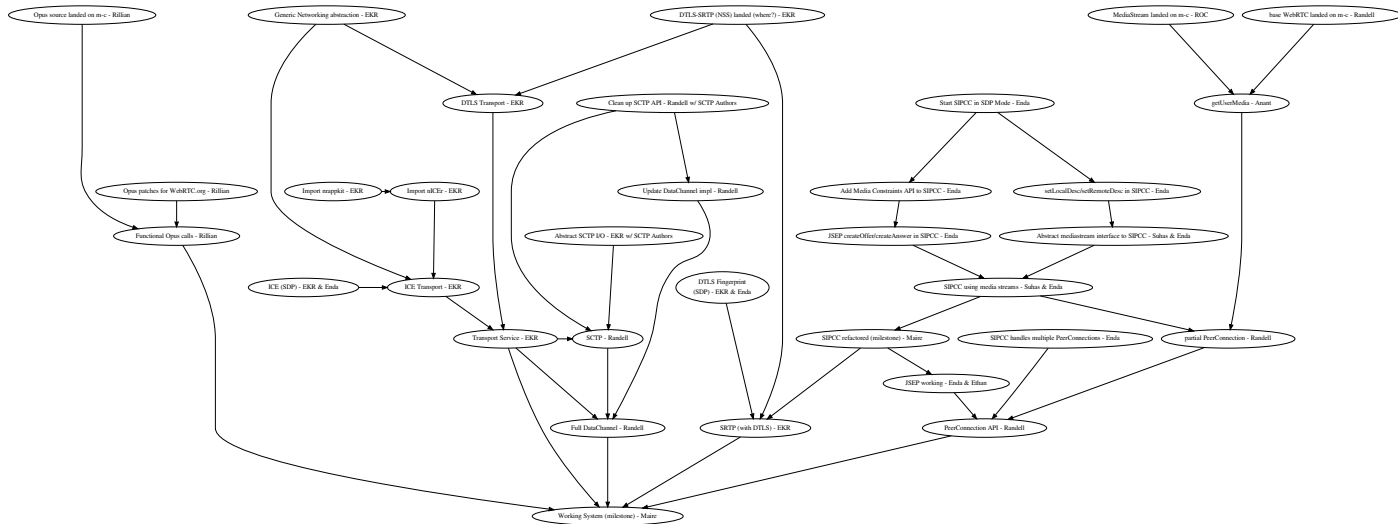 Opus source landed on m-c - Rillian
Generic Networking abstraction - EKR
DTLS-SRTP (NSS) landed (where?) - EKR
MediaStream landed on m-c - ROC
base WebRTC landed on m-c - Randell
DTLS Transport - EKR
Clean up SCTP API - Randell w/ SCTP Authors
Start SIPCC in SDP Mode - Enda
getUserMedia - Anant
Opus patches for WebRTC.org - Rillian
Import nrappkit - EKR
Import nICEr - EKR
Update DataChannel impl - Randell
Add Media Constraints API to SIPCC - Enda
setLocalDesc/setRemoteDesc in SIPCC - Enda
Functional Opus calls - Rillian
Abstract SCTP I/O - EKR w/ SCTP Authors
JSEP createOffer/createAnswer in SIPCC - Enda
Abstract mediastream interface to SIPCC - Suhas & Enda
ICE (SDP) - EKR & Enda
ICE Transport - EKR
DTLS Fingerprint
(SDP) - EKR & Enda
SIPCC using media streams - Suhas & Enda
Transport Service - EKR
SCTP - Randell
SIPCC refactored (milestone) - Maire
SIPCC handles multiple PeerConnections - Enda
partial PeerConnection - Randell
JSEP working - Enda & Ethan
Full DataChannel - Randell
SRTP (with DTLS) - EKR
PeerConnection API - Randell
Working System (milestone) - Maire